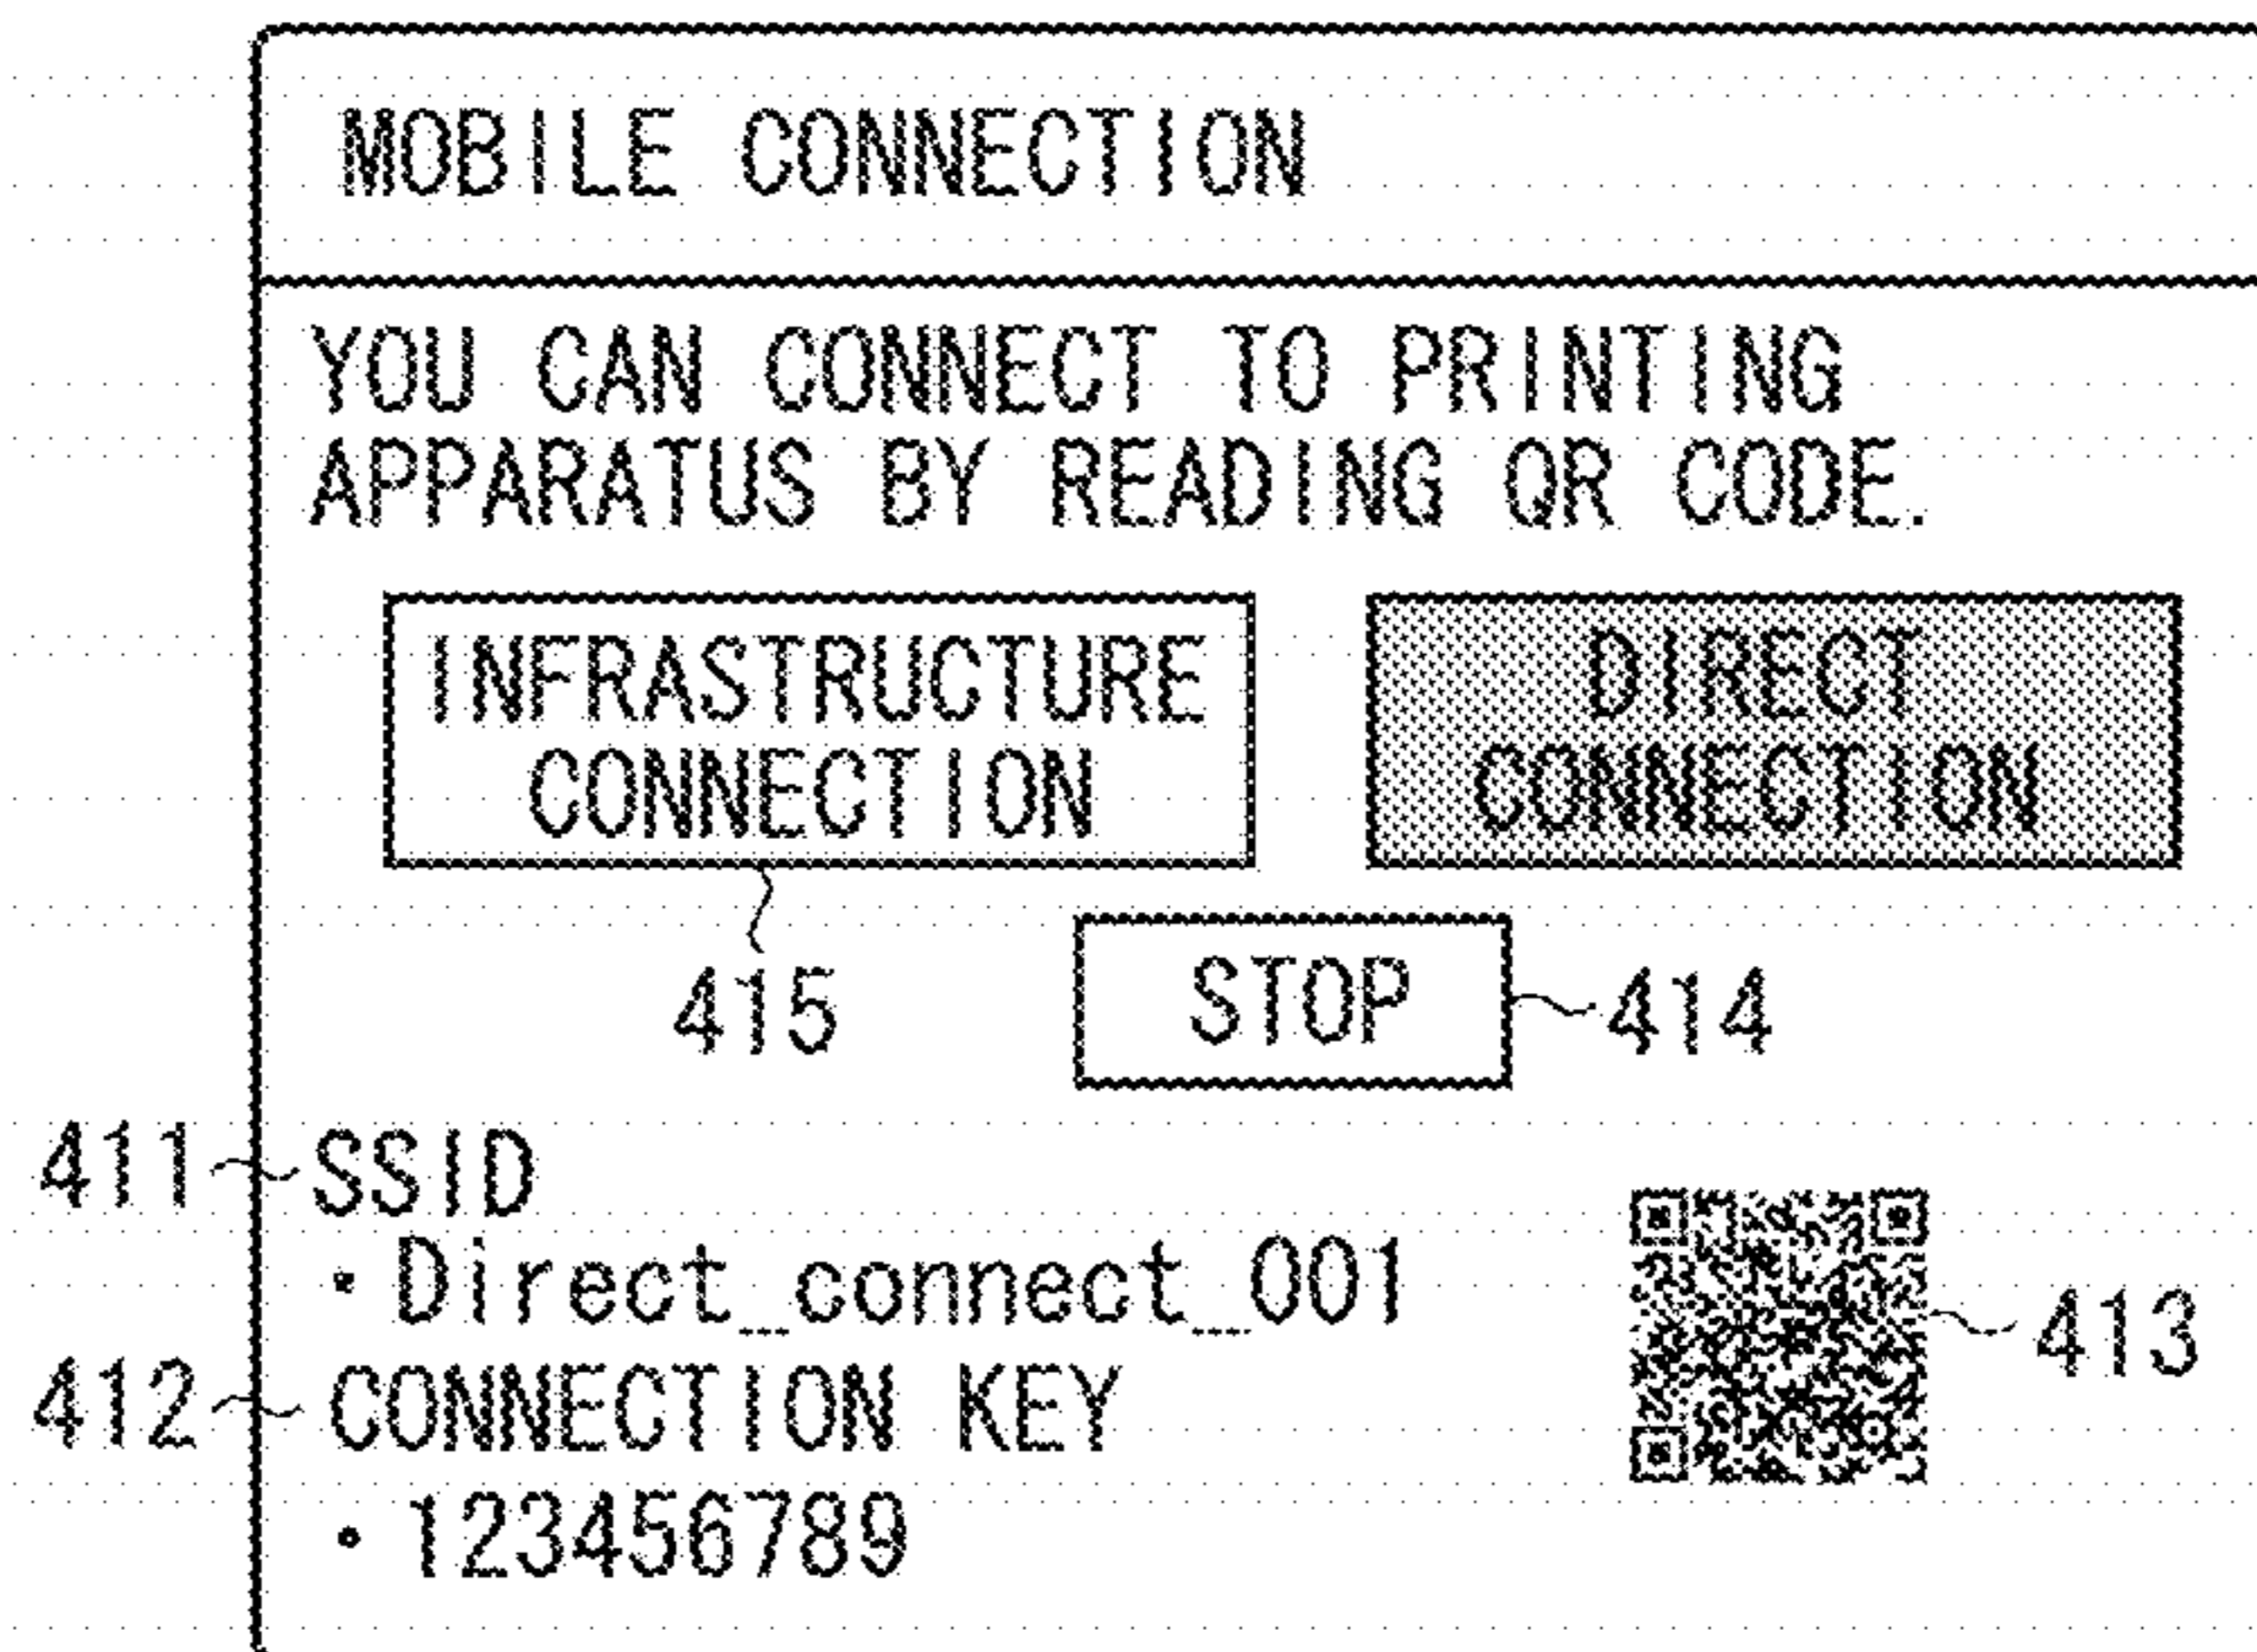 MOBILE CONNECTION
YOU CAN CONNECT TO PRINTING
APPARATUS BY READING QR CODE.
INFRASTRUCTURE
CONNECTION
DIRECT
CONNECTION
415
STOP
414
411
SSID
・Direct_connect_001
413
412
CONNECTION KEY
・123456789